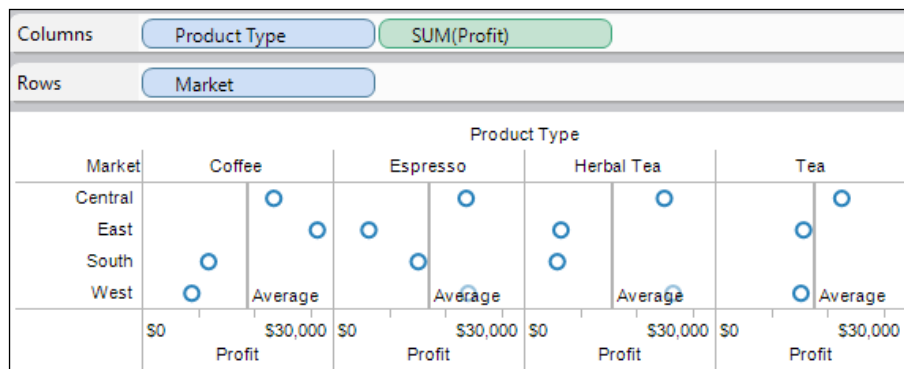 Columns Product Type SUM(Profit)
Rows Market
Product Type
Market Coffee Espresso Herbal Tea Tea
Central
East
South
West Average Average Average Average
$0 $30,000 $0 $30,000 $0 $30,000 $0 $30,000
Profit Profit Profit Profit